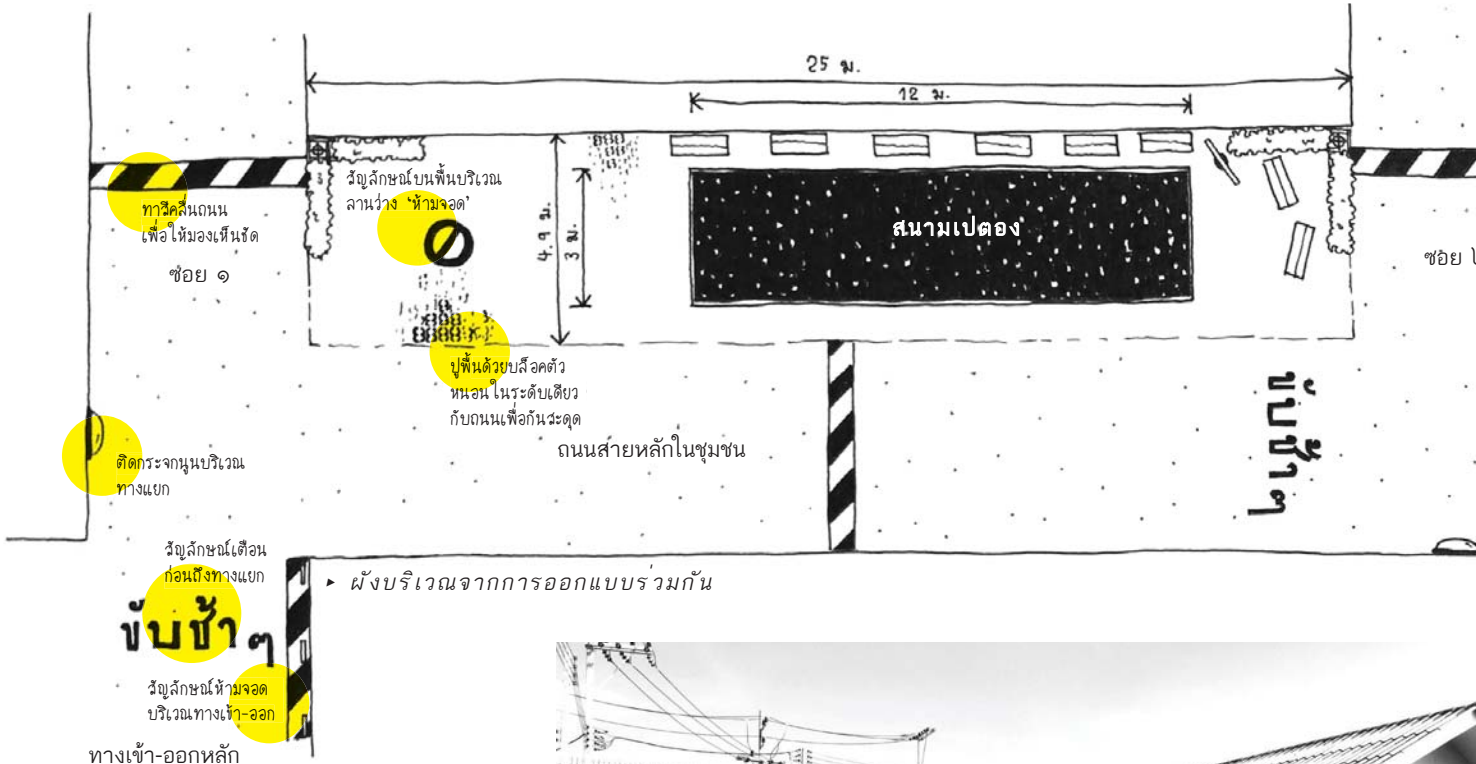 25 ม.
12 ม.
สัญลักษณ์บนพื้นบริเวณ
ลานว่าง ‘ห้ามจอด’
4.9 ม.
3 ม.
สนามเปตอง
ทาสีคลื่นถนน
เพื่อให้มองเห็นชัด
ซอย ๑
ซอย
ปูพื้นด้วยบล็อคตัว
หนอน ในระดับเดียว
กับถนนเพื่อกันสะดุด
ถนนสายหลักในชุมชน
ขับช้าๆ
ติดกระจกนูนบริเวณ
ทางแยก
สัญลักษณ์เตือน
ก่อนถึงทางแยก
▸ ผังบริเวณจากการออกแบบร่วมกัน
ขับช้าๆ
สัญลักษณ์ห้ามจอด
บริเวณทางเข้า-ออก
ทางเข้า-ออกหลัก